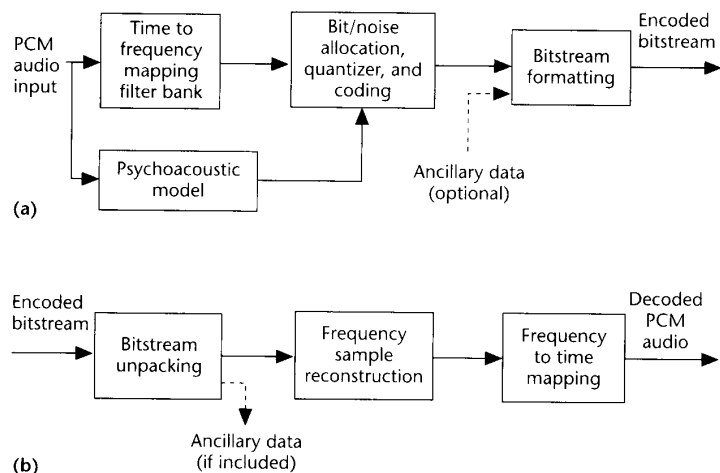 PCM
audio
input
Time to
frequency
mapping
filter bank
Bit/noise
allocation,
quantizer, and
coding
Bitstream
formatting
Encoded
bitstream
Psychoacoustic
model
Ancillary data
(optional)
(a)
Encoded
bitstream
Bitstream
unpacking
Frequency
sample
reconstruction
Frequency
to time
mapping
Decoded
PCM
audio
Ancillary data
(if included)
(b)